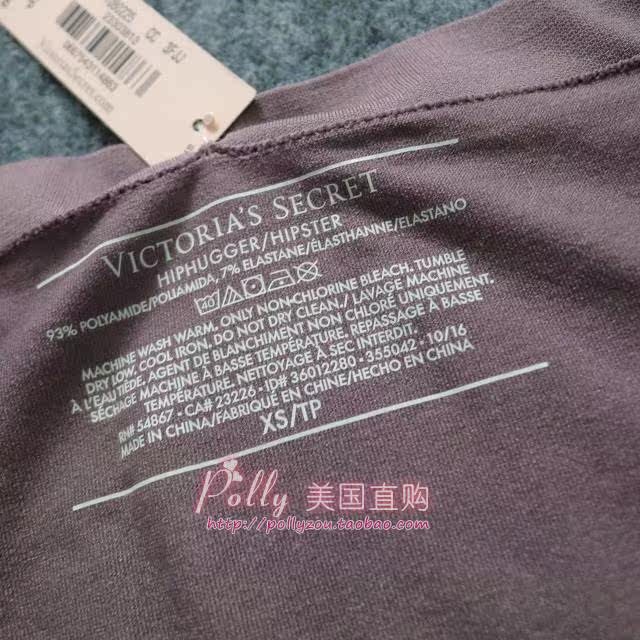 VICTORIA'S SECRET
HIPHUGGER/HIPSTER
93% POLYAMIDE/POLIAMIDA, 7% ELASTANE/ÉLASTHANNE/ELASTANO
MACHINE WASH WARM. ONLY NON-CHLORINE BLEACH. TUMBLE
DRY LOW. COOL IRON. DO NOT DRY CLEAN./ LAVAGE MACHINE
À L'EAU TIÈDE, AGENT DE BLANCHIMENT NON CHLORÉ UNIQUEMENT.
SÉCHAGE MACHINE À BASSE TEMPÉRATURE. REPASSAGE À BASSE
TEMPÉRATURE. NETTOYAGE À SEC INTERDIT.
RN# 54867 - CA# 23226 - ID# 36012280 - 355042 - 10/16
MADE IN CHINA/FABRIQUÉ EN CHINE/HECHO EN CHINA
XS/TP
Polly 美国直购
http://pollyzou.taobao.com